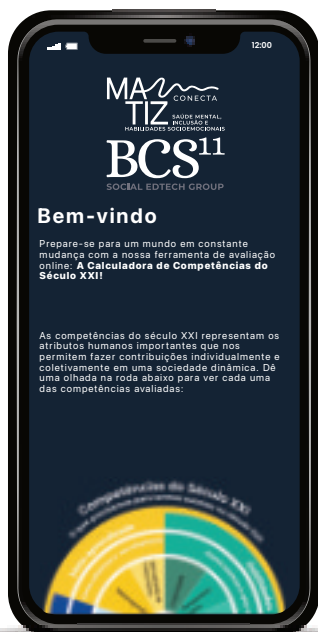 12:00
MATIZ
CONECTA
SAÚDE MENTAL,
INCLUSÃO E
HABILIDADES SOCIOEMOCIONAIS
BCS11
SOCIAL EDTECH GROUP
Bem-vindo
Prepare-se para um mundo em constante
mudança com a nossa ferramenta de avaliação
online: A Calculadora de Competências do
Século XXI!
As competências do século XXI representam os
atributos humanos importantes que nos
permitem fazer contribuições individualmente e
coletivamente em uma sociedade dinâmica. Dê
uma olhada na roda abaixo para ver cada uma
das competências avaliadas:
Competências do Século XXI